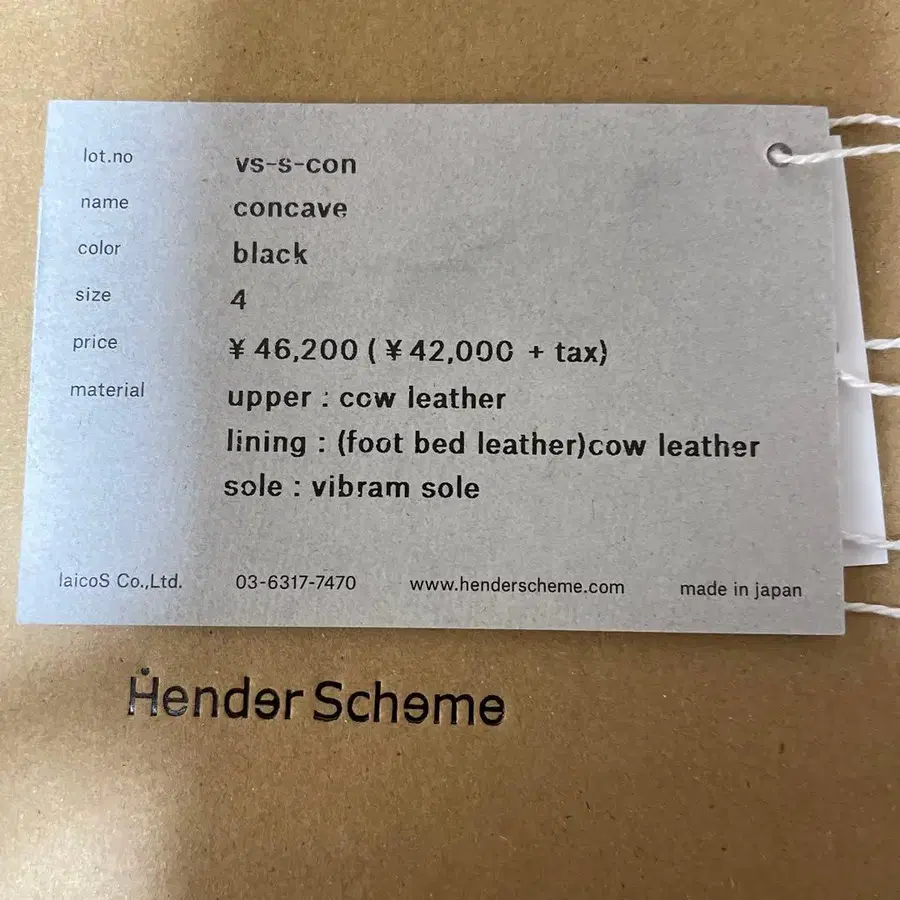 lot.no vs-s-con
name concave
color black
size 4
price ¥ 46,200 ( ¥ 42,000 + tax)
material upper : cow leather
lining : (foot bed leather)cow leather
sole : vibram sole
laicoS Co.,Ltd. 03-6317-7470 www.henderscheme.com made in japan
Hender Scheme